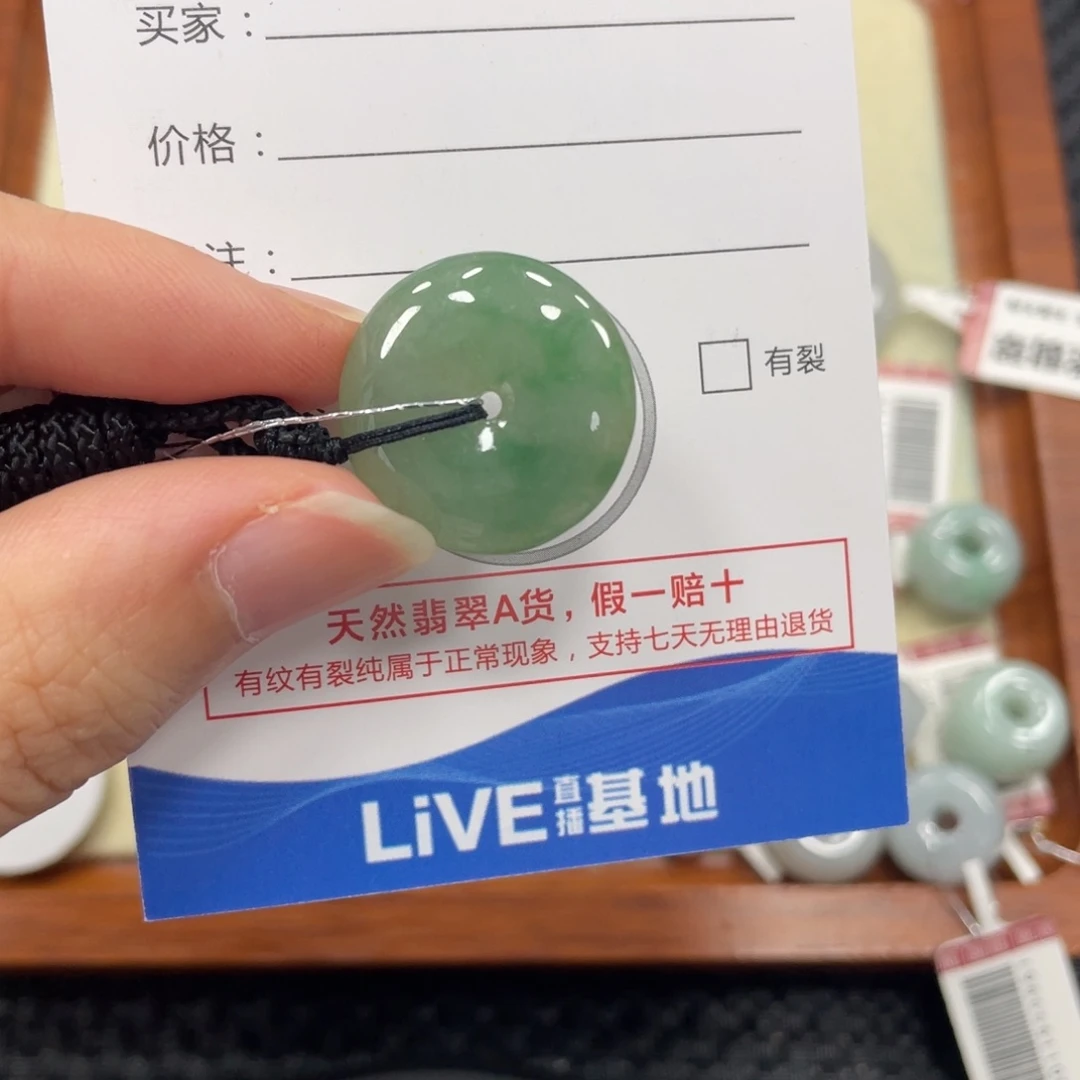 买家：
价格：
注：
有裂
天然翡翠A货，假一赔十
有纹有裂纯属于正常现象，支持七天无理由退货
LiVE直播基地